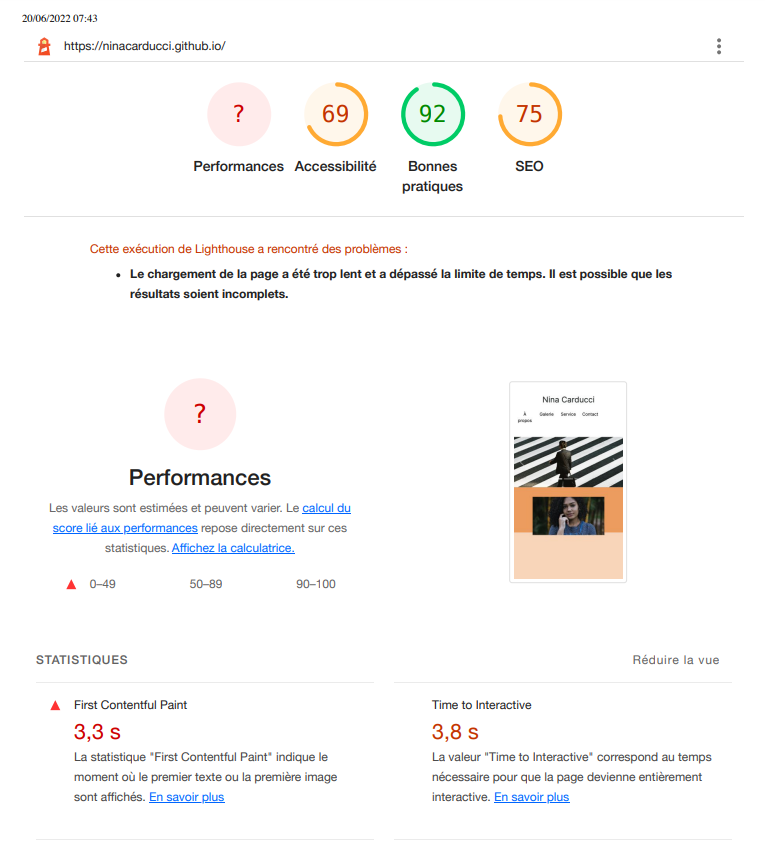 20/06/2022 07:43
https://ninacarducci.github.io/
?
69
92
75
Performances
Accessibilité
Bonnes
pratiques
SEO
Cette exécution de Lighthouse a rencontré des problèmes :
• Le chargement de la page a été trop lent et a dépassé la limite de temps. Il est possible que les
résultats soient incomplets.
?
Performances
Les valeurs sont estimées et peuvent varier. Le calcul du
score lié aux performances repose directement sur ces
statistiques. Affichez la calculatrice.
0–49
50–89
90–100
Nina Carducci
À
propos
Galerie
Service
Contact
STATISTIQUES
Réduire la vue
First Contentful Paint
3,3 s
La statistique "First Contentful Paint" indique le
moment où le premier texte ou la première image
sont affichés. En savoir plus
Time to Interactive
3,8 s
La valeur "Time to Interactive" correspond au temps
nécessaire pour que la page devienne entièrement
interactive. En savoir plus